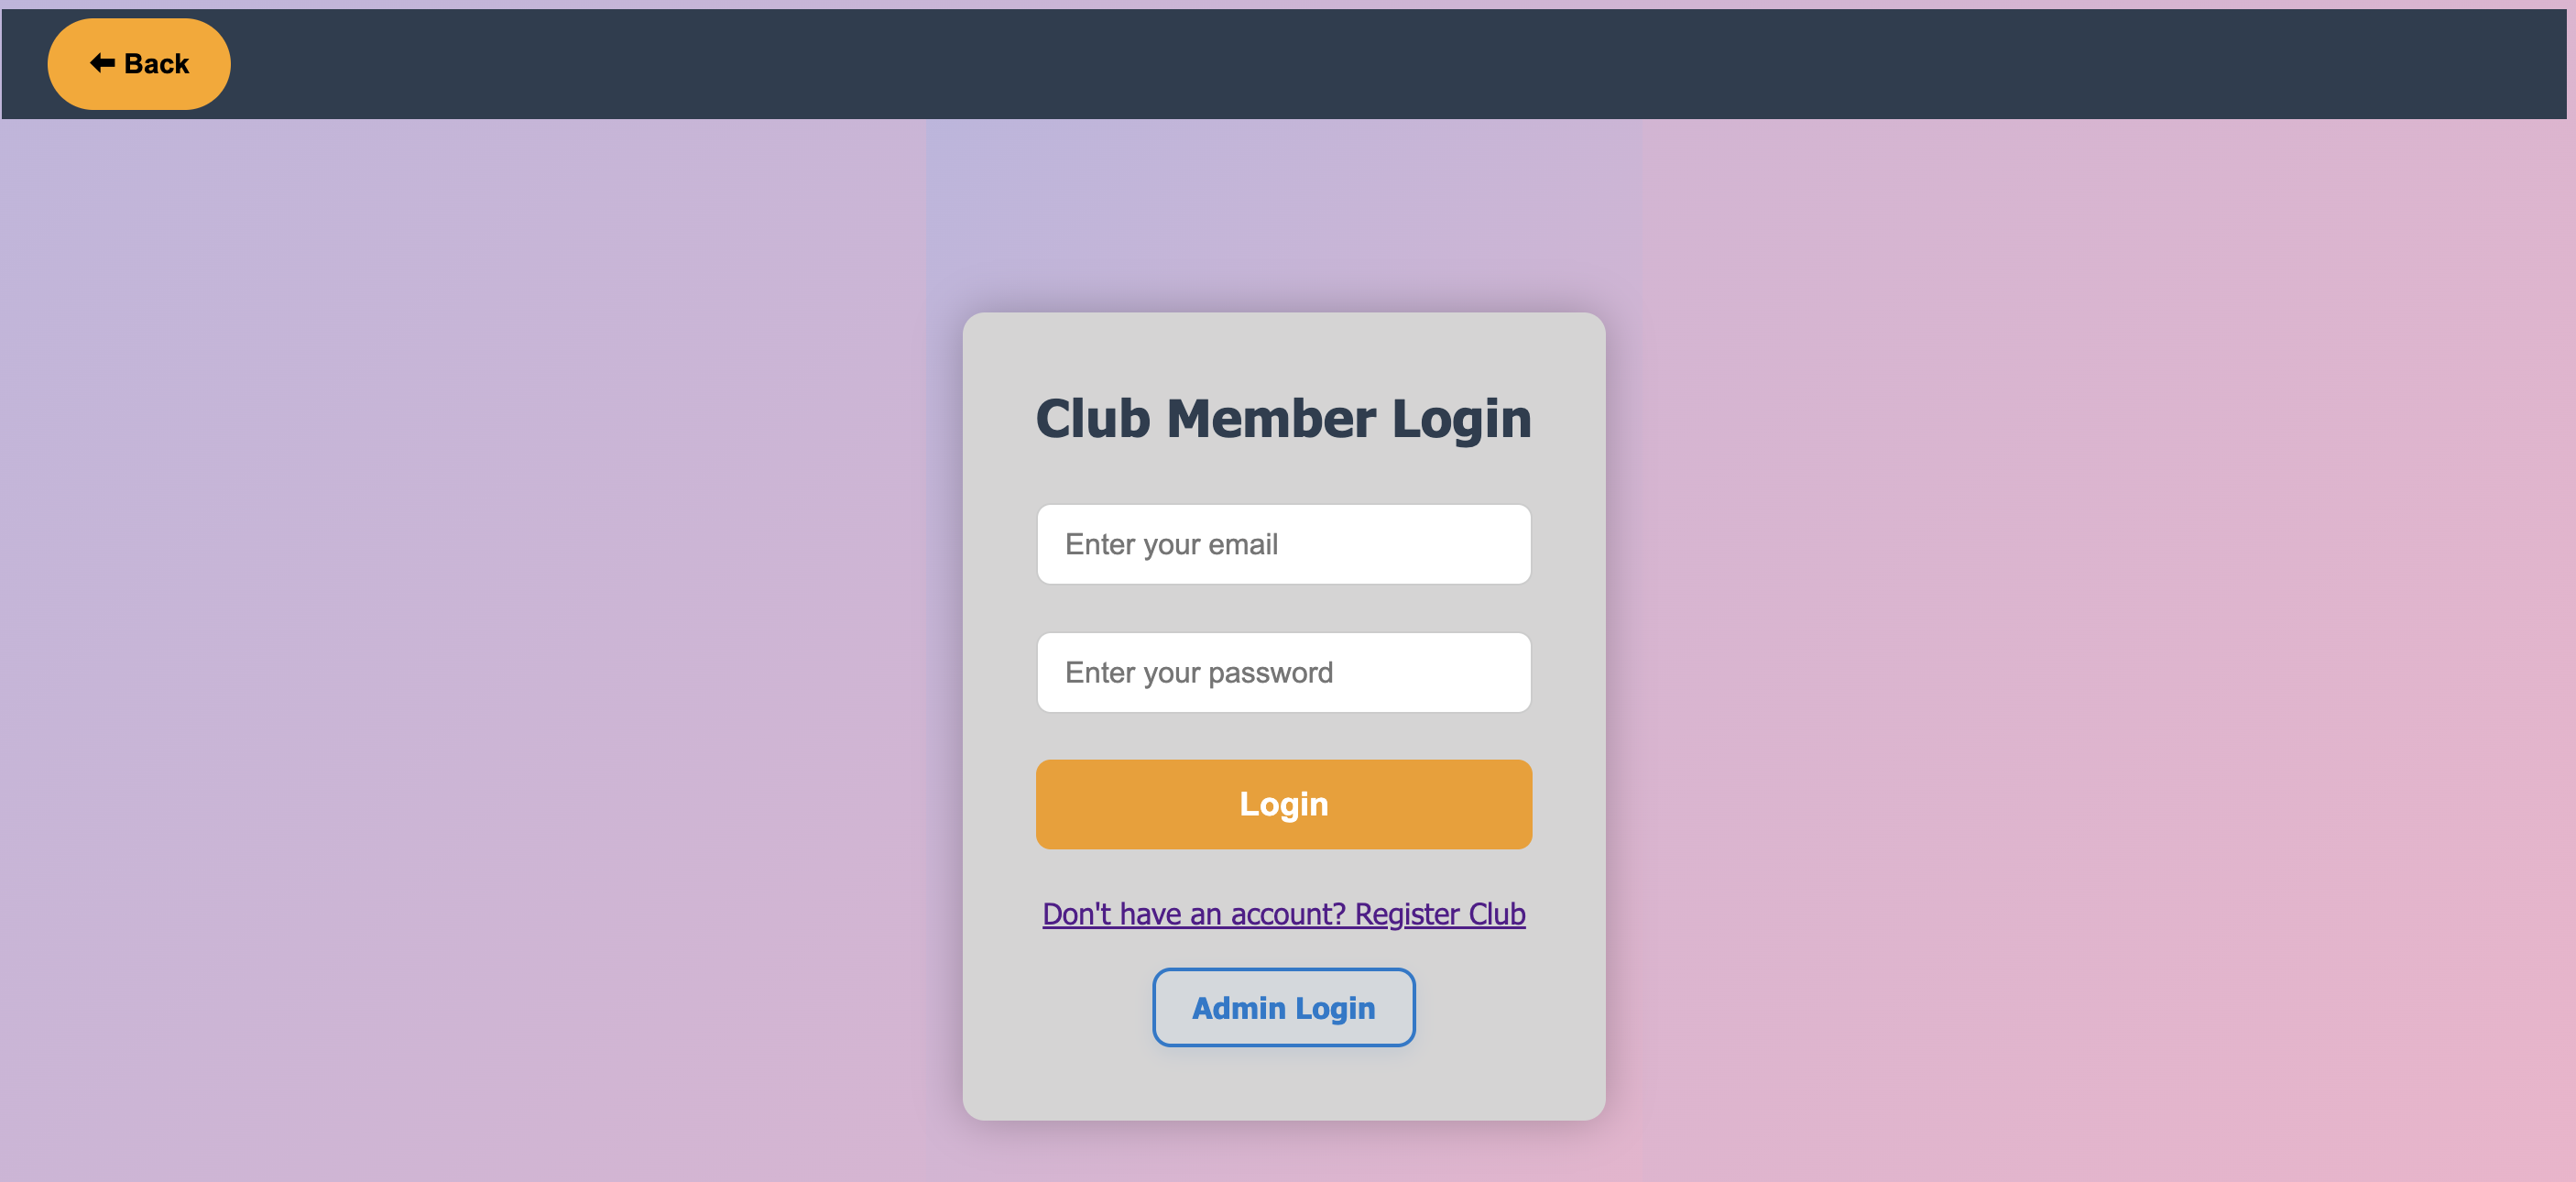 ⬅ Back
Club Member Login
Enter your email
Enter your password
Login
Don't have an account? Register Club
Admin Login